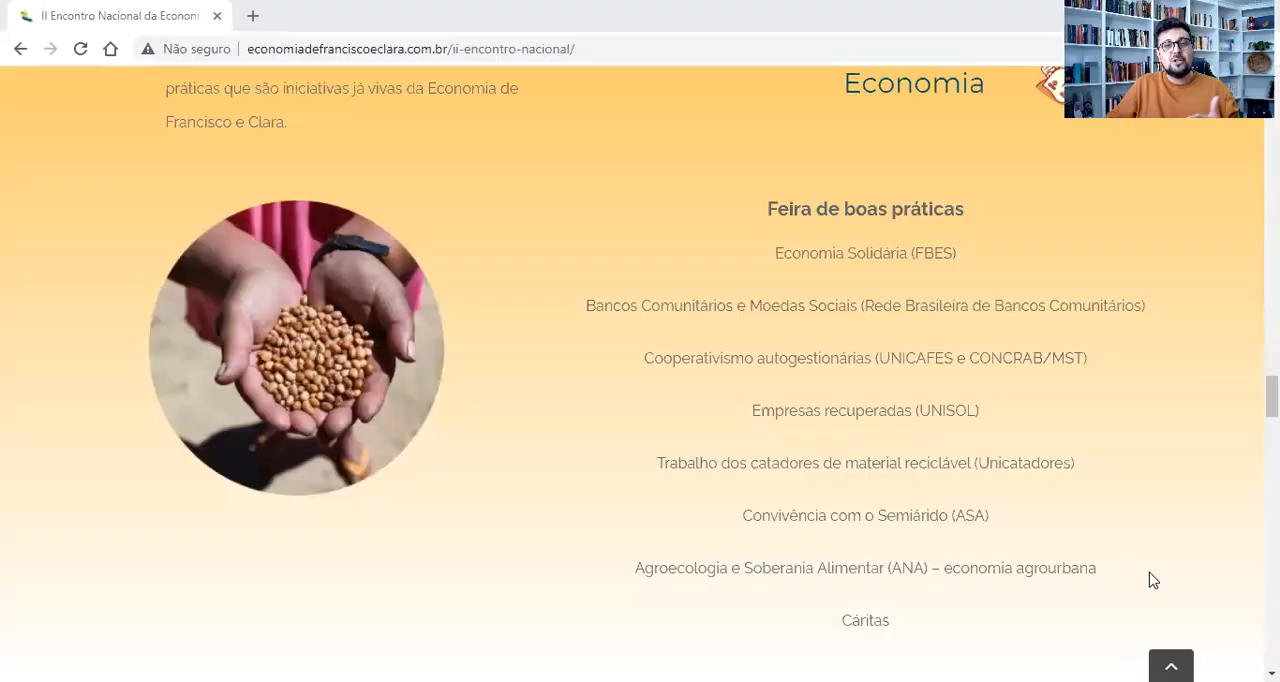 II Encontro Nacional da Econom
Não seguro
economiadefranciscoeclara.com.br/ii-encontro-nacional/
práticas que são iniciativas já vivas da Economia de
Francisco e Clara.
Economia
Feira de boas práticas
Economia Solidária (FBES)
Bancos Comunitários e Moedas Sociais (Rede Brasileira de Bancos Comunitários)
Cooperativismo autogestionárias (UNICAFES e CONCRAB/MST)
Empresas recuperadas (UNISOL)
Trabalho dos catadores de material reciclável (Unicatadores)
Convivência com o Semiárido (ASA)
Agroecologia e Soberania Alimentar (ANA) – economia agrourbana
Cáritas